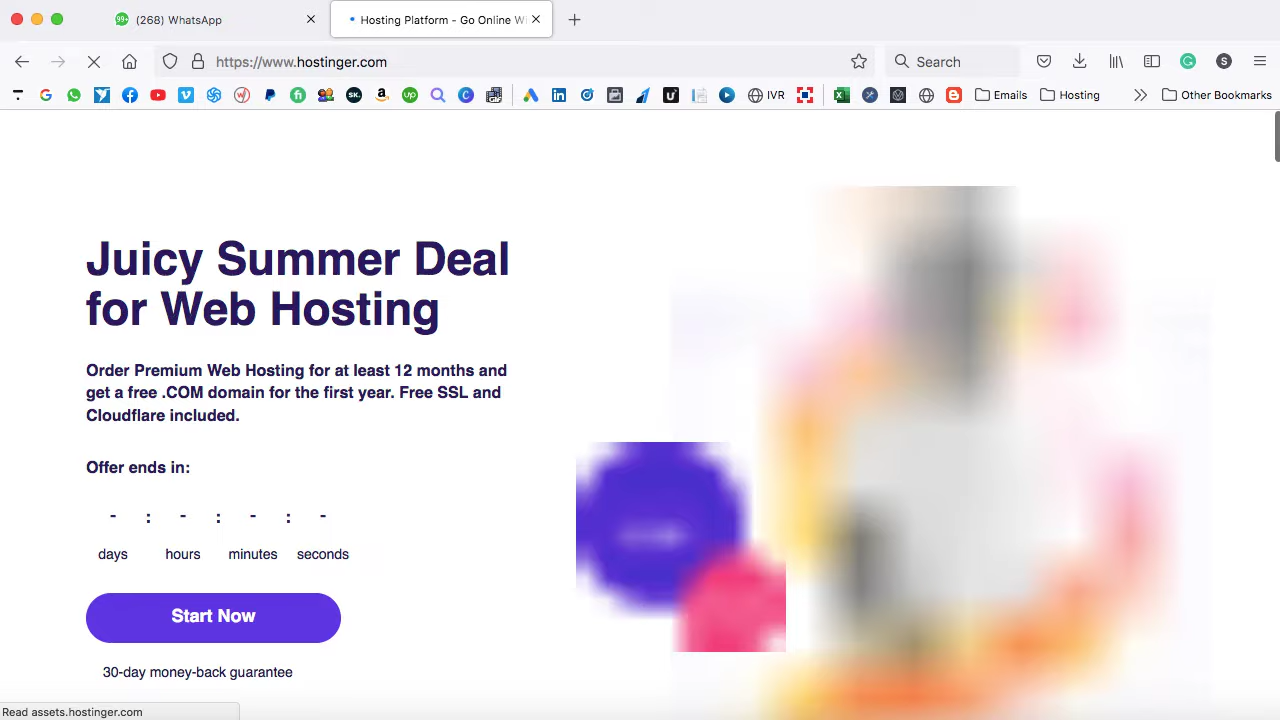 (268) WhatsApp
Hosting Platform - Go Online Wi
https://www.hostinger.com
Search
IVR
Emails
Hosting
Other Bookmarks
Juicy Summer Deal
for Web Hosting
Order Premium Web Hosting for at least 12 months and
get a free .COM domain for the first year. Free SSL and
Cloudflare included.
Offer ends in:
- : - : - : -
days hours minutes seconds
Start Now
30-day money-back guarantee
Read assets.hostinger.com